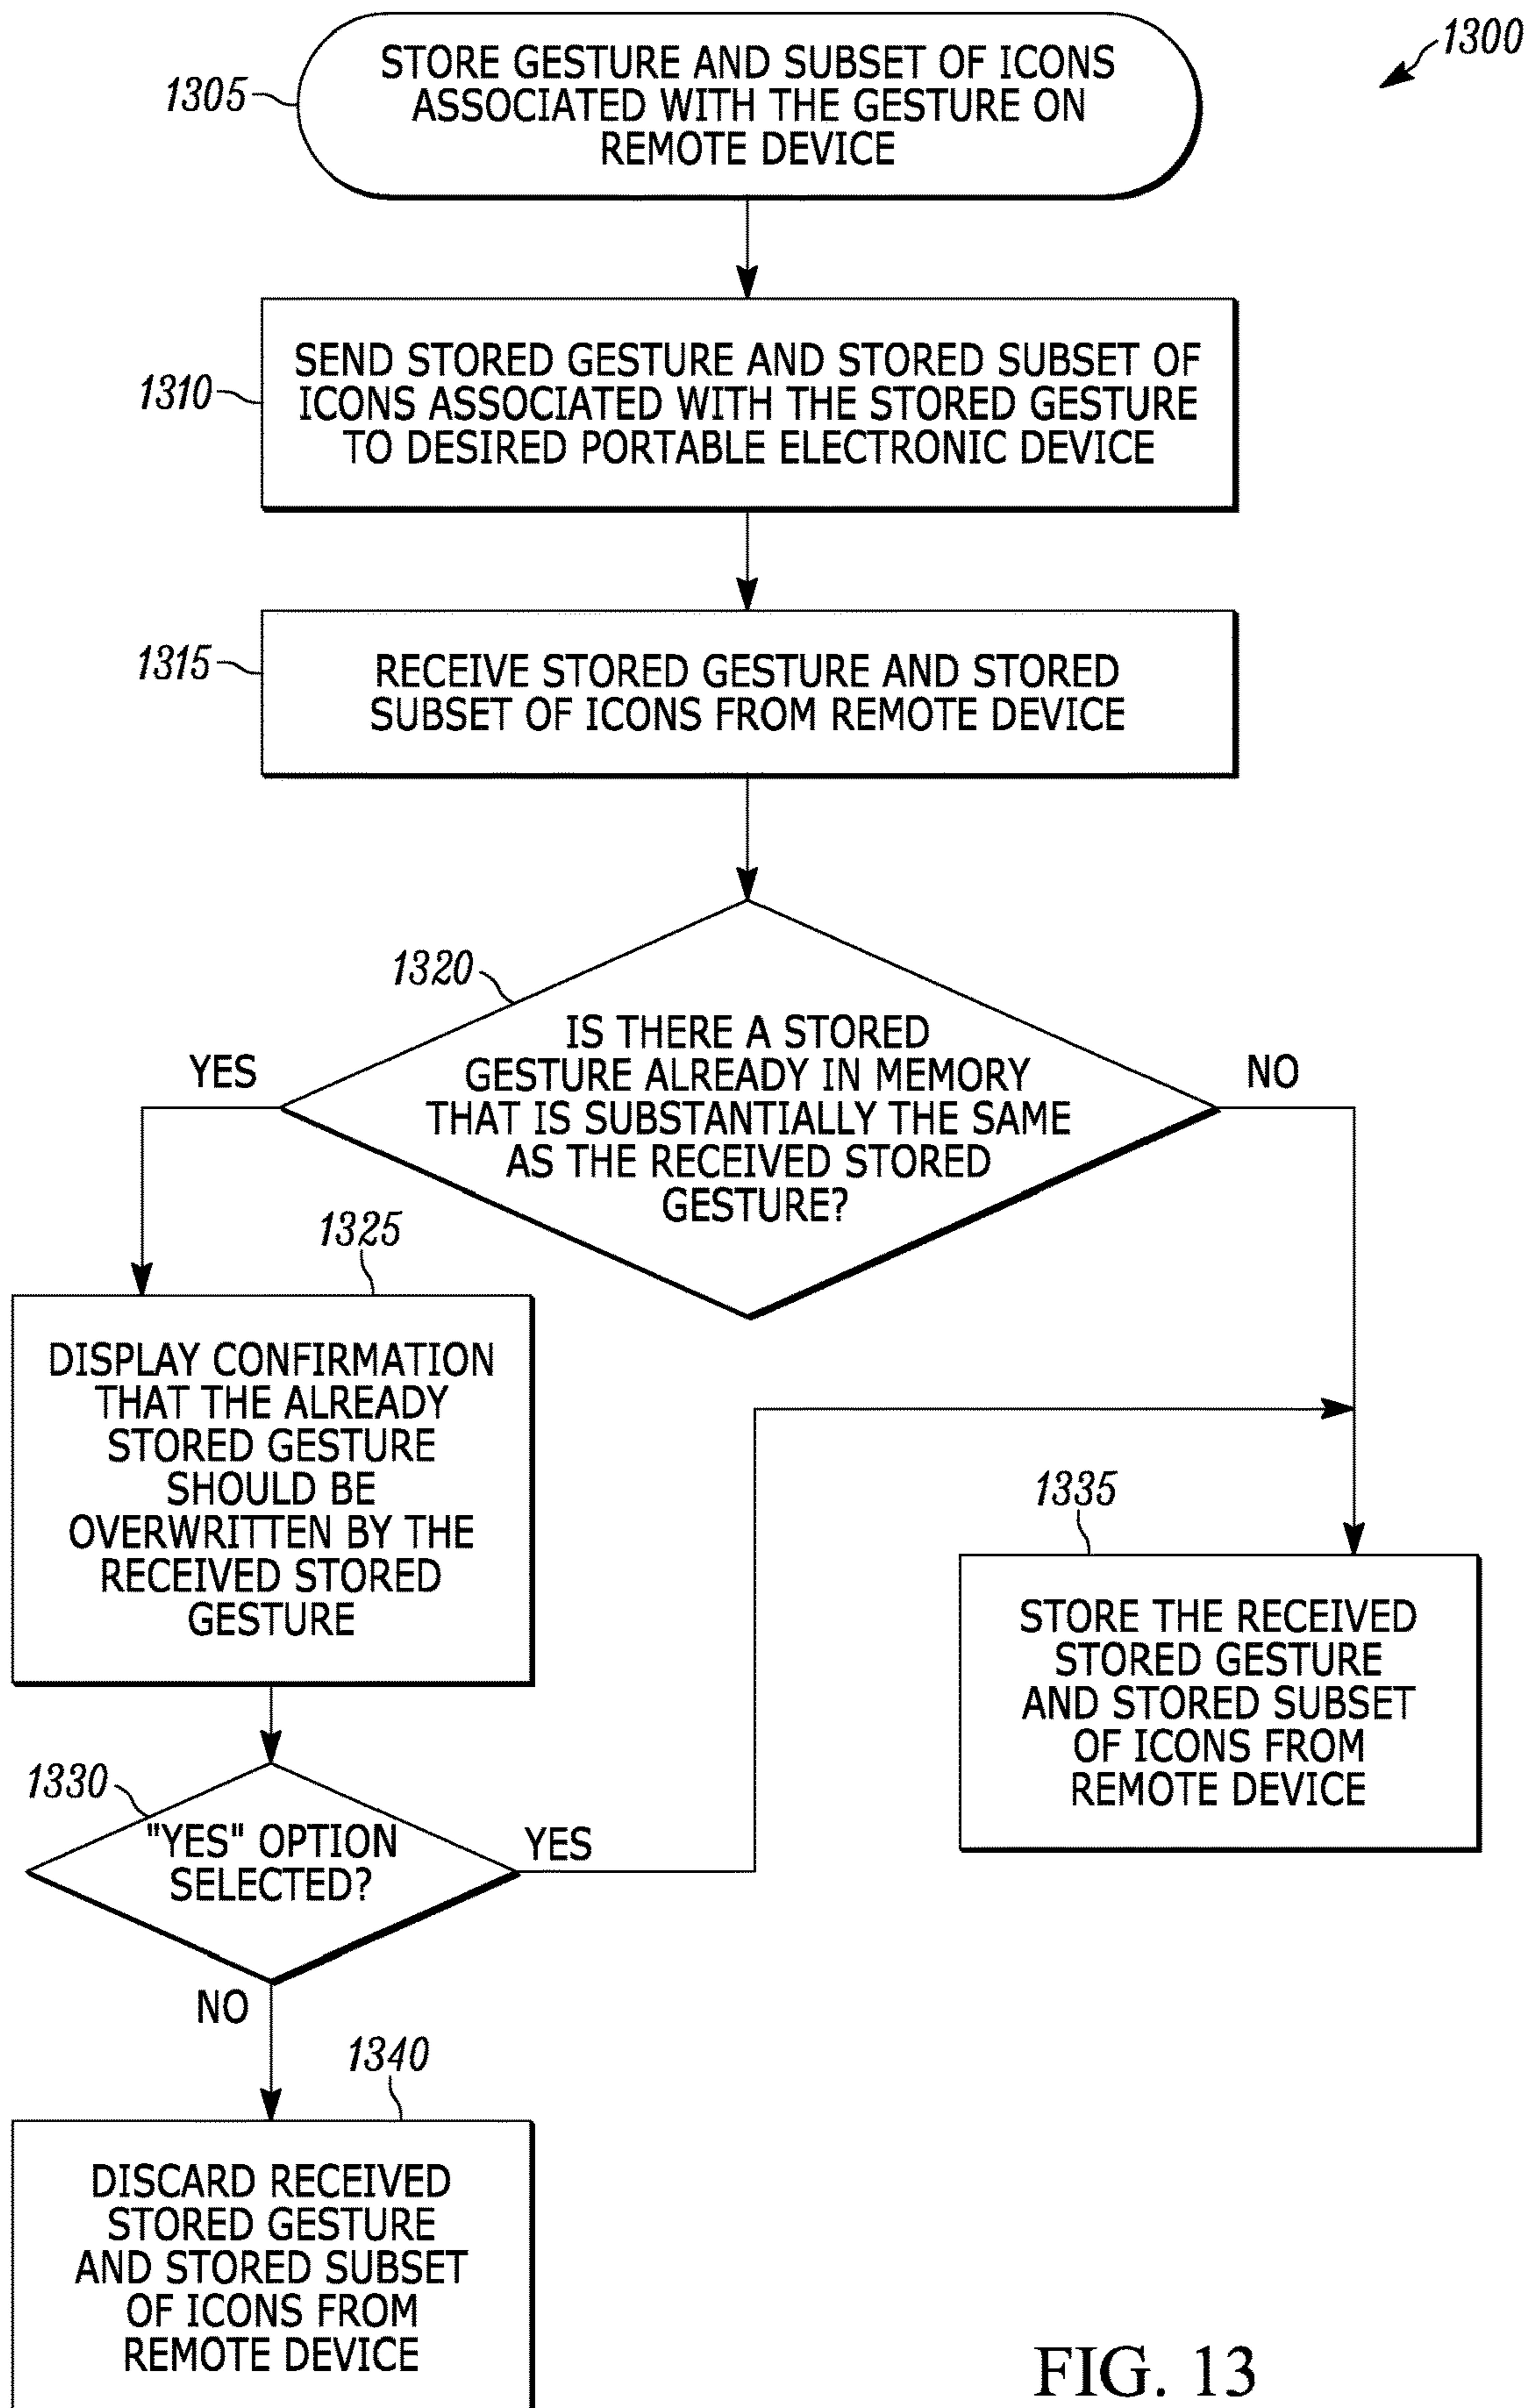 1300
STORE GESTURE AND SUBSET OF ICONS
ASSOCIATED WITH THE GESTURE ON
REMOTE DEVICE
1305
SEND STORED GESTURE AND STORED SUBSET OF
ICONS ASSOCIATED WITH THE STORED GESTURE
TO DESIRED PORTABLE ELECTRONIC DEVICE
1310
RECEIVE STORED GESTURE AND STORED
SUBSET OF ICONS FROM REMOTE DEVICE
1315
1320
IS THERE A STORED
GESTURE ALREADY IN MEMORY
THAT IS SUBSTANTIALLY THE SAME
AS THE RECEIVED STORED
GESTURE?
YES
NO
1325
DISPLAY CONFIRMATION
THAT THE ALREADY
STORED GESTURE
SHOULD BE
OVERWRITTEN BY THE
RECEIVED STORED
GESTURE
1335
STORE THE RECEIVED
STORED GESTURE
AND STORED SUBSET
OF ICONS FROM
REMOTE DEVICE
1330
"YES" OPTION
SELECTED?
YES
NO
1340
DISCARD RECEIVED
STORED GESTURE
AND STORED SUBSET
OF ICONS FROM
REMOTE DEVICE
FIG. 13